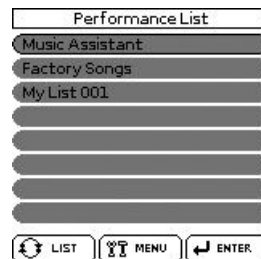 Performance List
Music Assistant
Factory Songs
My List 001
LIST MENU ENTER